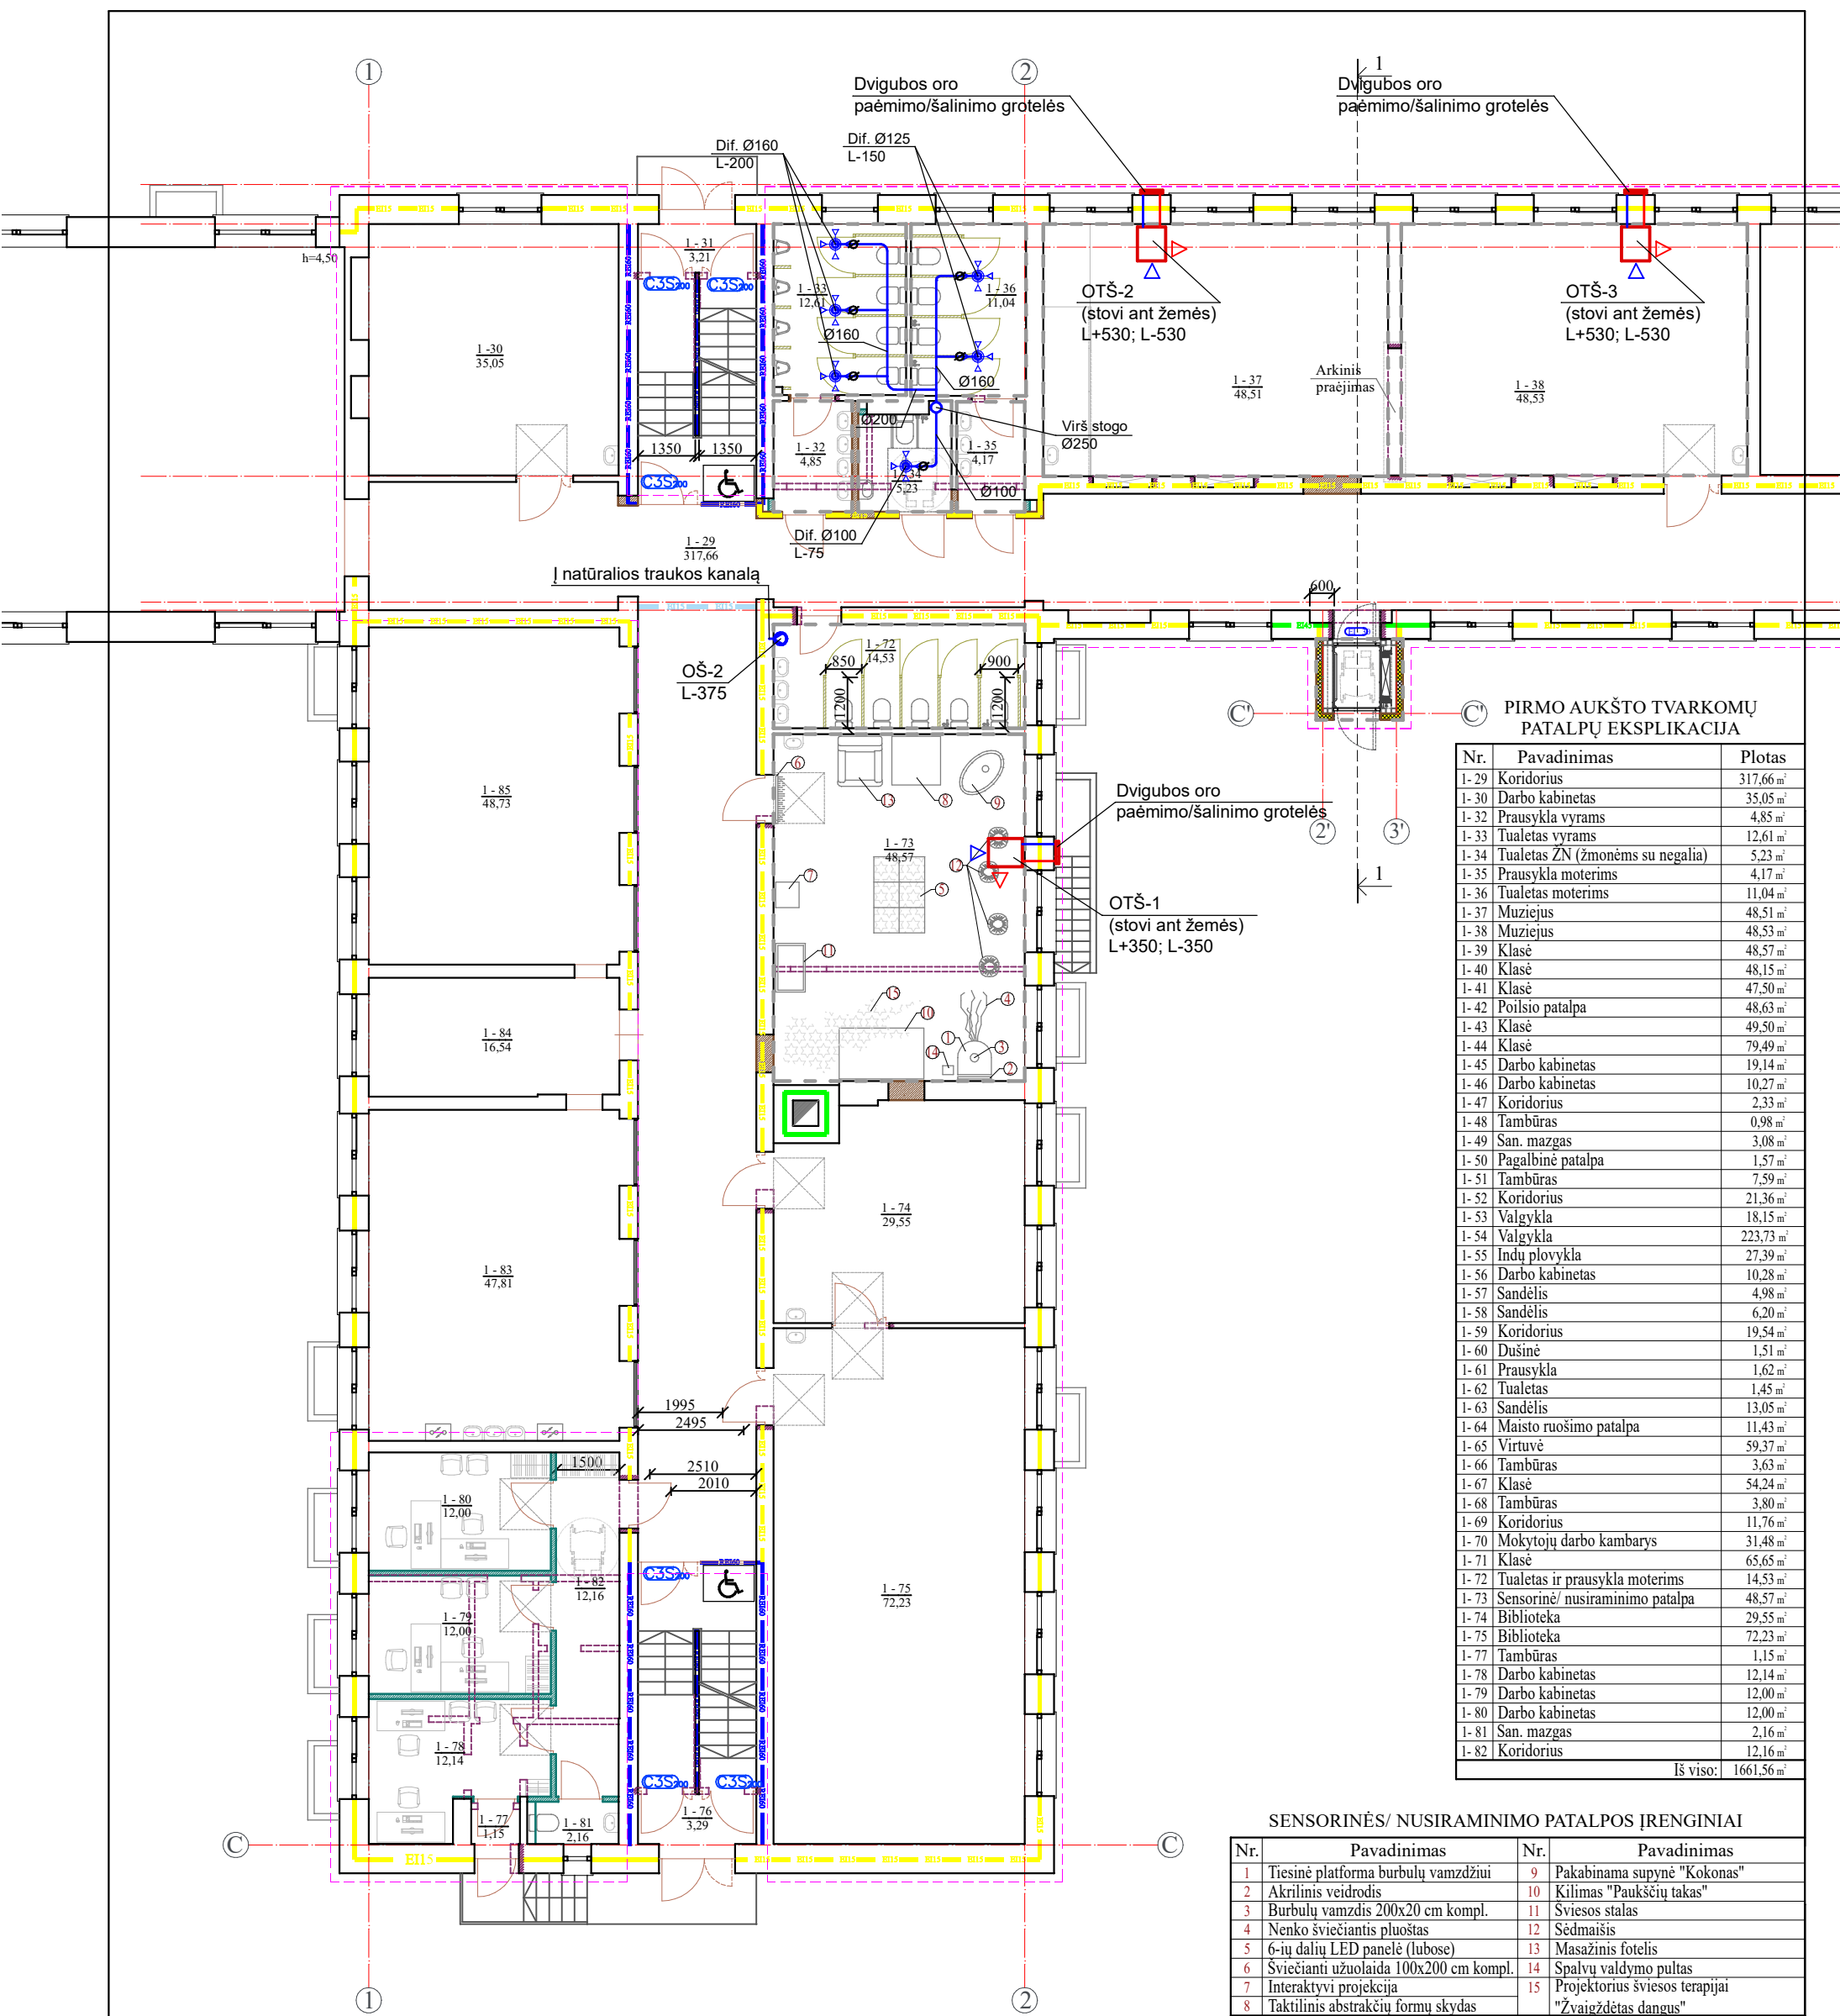 1
2
1
Dvigubos oro
paėmimo/šalinimo grotelės
Dvigubos oro
paėmimo/šalinimo grotelės
Dif. Ø160
L-200
Dif. Ø125
L-150
h=4,50
1 - 31
3,21
C3S200
C3S200
1 - 33
12,61
1 - 36
11,04
OTŠ-2
(stovi ant žemės)
L+530; L-530
OTŠ-3
(stovi ant žemės)
L+530; L-530
Ø160
1 -30
35,05
Ø160
1 - 37
48,51
Arkinis
praėjimas
1 - 38
48,53
Ø200
Virš stogo
Ø250
1350
1350
1 - 32
4,85
1 - 35
4,17
C3S200
1 - 34
5,23
Ø100
Dif. Ø100
L-75
1 - 29
317,66
Į natūralios traukos kanalą
600
1 - 72
14,53
850
900
1200
1200
OŠ-2
L-375
C'
C'
2'
3'
1
1 - 85
48,73
6
13
8
9
Dvigubos oro
paėmimo/šalinimo grotelės
1 - 73
48,57
12
7
5
OTŠ-1
(stovi ant žemės)
L+350; L-350
11
15
4
10
1
3
14
2
1 - 84
16,54
1 - 74
29,55
1 - 83
47,81
1995
2495
1500
2510
2010
1 - 80
12,00
C3S200
1 - 82
12,16
1 - 75
72,23
1 - 79
12,00
1 - 78
12,14
C3S200
C3S200
1 - 77
1,15
1 - 81
2,16
1 - 76
3,29
C
C
EI15
1
2
PIRMO AUKŠTO TVARKOMŲ
PATALPŲ EKSPLIKACIJA
Nr. Pavadinimas Plotas
1- 29 Koridorius 317,66 m²
1- 30 Darbo kabinetas 35,05 m²
1- 32 Prausykla vyrams 4,85 m²
1- 33 Tualetas vyrams 12,61 m²
1- 34 Tualetas ŽN (žmonėms su negalia) 5,23 m²
1- 35 Prausykla moterims 4,17 m²
1- 36 Tualetas moterims 11,04 m²
1- 37 Muziejus 48,51 m²
1- 38 Muziejus 48,53 m²
1- 39 Klasė 48,57 m²
1- 40 Klasė 48,15 m²
1- 41 Klasė 47,50 m²
1- 42 Poilsio patalpa 48,63 m²
1- 43 Klasė 49,50 m²
1- 44 Klasė 79,49 m²
1- 45 Darbo kabinetas 19,14 m²
1- 46 Darbo kabinetas 10,27 m²
1- 47 Koridorius 2,33 m²
1- 48 Tambūras 0,98 m²
1- 49 San. mazgas 3,08 m²
1- 50 Pagalbinė patalpa 1,57 m²
1- 51 Tambūras 7,59 m²
1- 52 Koridorius 21,36 m²
1- 53 Valgykla 18,15 m²
1- 54 Valgykla 223,73 m²
1- 55 Indų plovykla 27,39 m²
1- 56 Darbo kabinetas 10,28 m²
1- 57 Sandėlis 4,98 m²
1- 58 Sandėlis 6,20 m²
1- 59 Koridorius 19,54 m²
1- 60 Dušinė 1,51 m²
1- 61 Prausykla 1,62 m²
1- 62 Tualetas 1,45 m²
1- 63 Sandėlis 13,05 m²
1- 64 Maisto ruošimo patalpa 11,43 m²
1- 65 Virtuvė 59,37 m²
1- 66 Tambūras 3,63 m²
1- 67 Klasė 54,24 m²
1- 68 Tambūras 3,80 m²
1- 69 Koridorius 11,76 m²
1- 70 Mokytojų darbo kambarys 31,48 m²
1- 71 Klasė 65,65 m²
1- 72 Tualetas ir prausykla moterims 14,53 m²
1- 73 Sensorinė/ nusiraminimo patalpa 48,57 m²
1- 74 Biblioteka 29,55 m²
1- 75 Biblioteka 72,23 m²
1- 77 Tambūras 1,15 m²
1- 78 Darbo kabinetas 12,14 m²
1- 79 Darbo kabinetas 12,00 m²
1- 80 Darbo kabinetas 12,00 m²
1- 81 San. mazgas 2,16 m²
1- 82 Koridorius 12,16 m²
Iš viso: 1661,56 m²
SENSORINĖS/ NUSIRAMINIMO PATALPOS ĮRENGINIAI
Nr. Pavadinimas Nr. Pavadinimas
1 Tiesinė platforma burbulų vamzdžiui 9 Pakabinama supynė "Kokonas"
2 Akrilinis veidrodis 10 Kilimas "Paukščių takas"
3 Burbulų vamzdis 200x20 cm kompl. 11 Šviesos stalas
4 Nenko šviečiantis pluoštas 12 Sėdmaišis
5 6-ių dalių LED panelė (lubose) 13 Masažinis fotelis
6 Šviečianti užuolaida 100x200 cm kompl. 14 Spalvų valdymo pultas
7 Interaktyvi projekcija 15 Projektorius šviesos terapijai
8 Taktilinis abstrakčių formų skydas "Žvaigždėtas dangus"